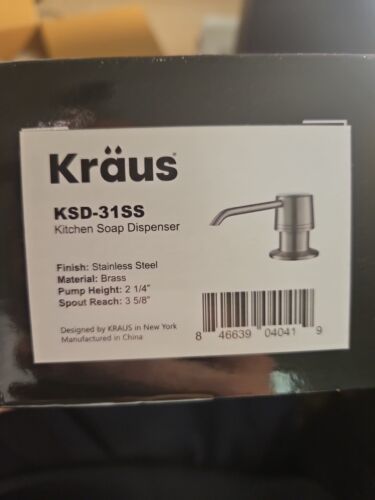 Kräus®
KSD-31SS
Kitchen Soap Dispenser
Finish: Stainless Steel
Material: Brass
Pump Height: 2 1/4"
Spout Reach: 3 5/8"
Designed by KRAUS in New York
Manufactured in China
8 46639 04041 9